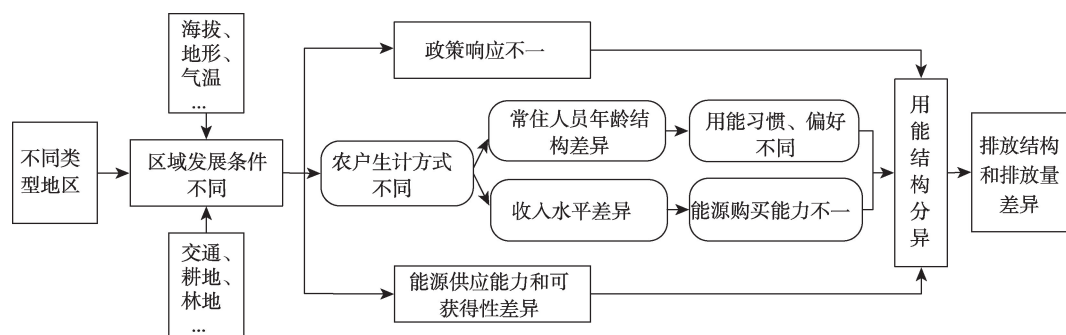 海拔、
地形、
气温
...
不同类
型地区
区域发展条件
不同
交通、
耕地、
林地
...
政策响应不一
农户生计方式
不同
常住人员年龄结
构差异
用能习惯、偏好
不同
收入水平差异
能源购买能力不一
能源供应能力和可
获得性差异
用
能
结
构
分
异
排放结构
和排放量
差异